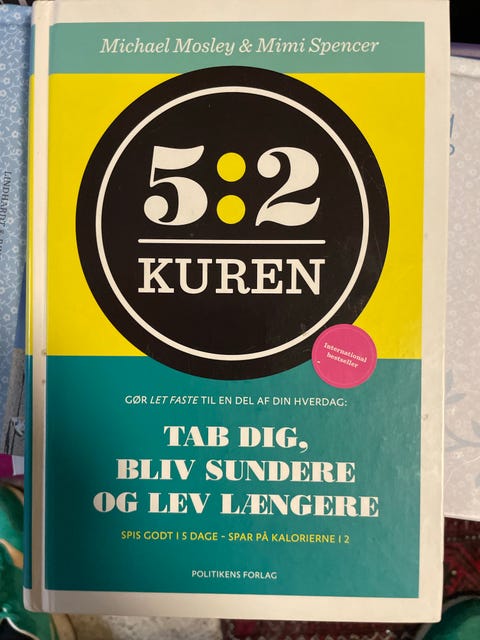 Michael Mosley & Mimi Spencer
5:2
KUREN
International
bestseller
GØR LET FASTE TIL EN DEL AF DIN HVERDAG:
TAB DIG,
BLIV SUNDERE
OG LEV LÆNGERE
SPIS GODT I 5 DAGE – SPAR PÅ KALORIERNE I 2
POLITIKENS FORLAG